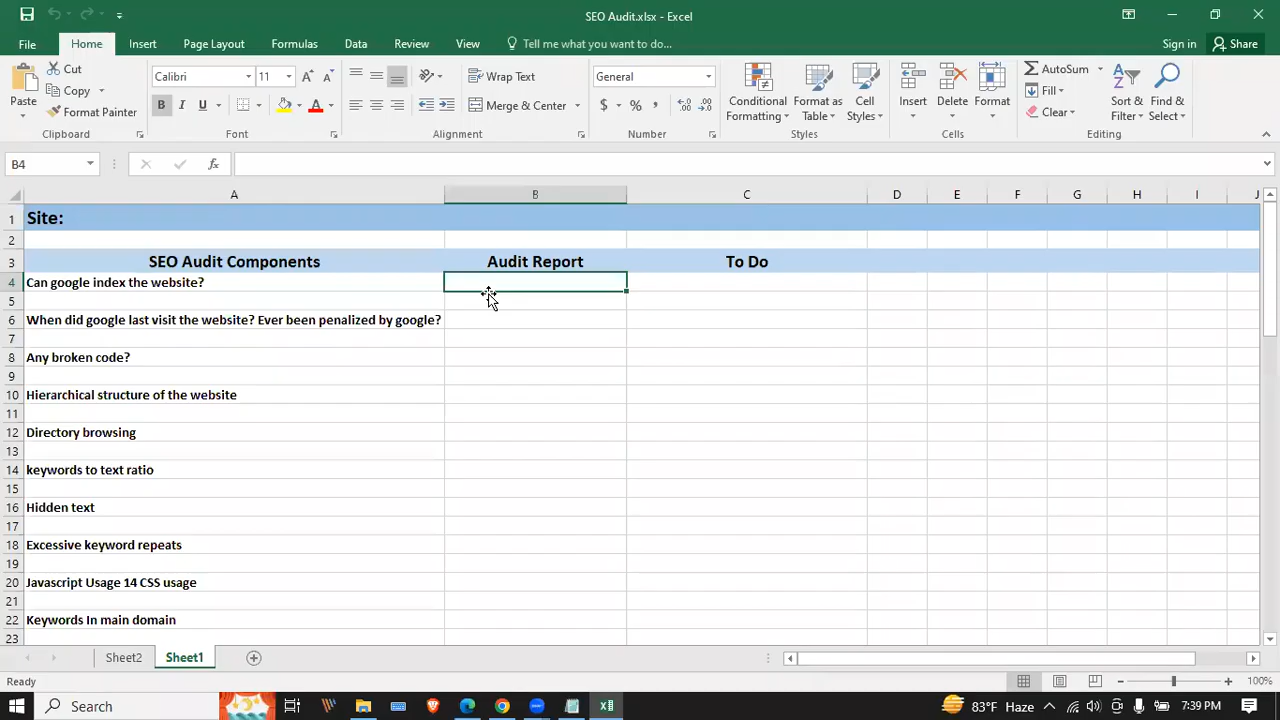 SEO Audit.xlsx - Excel
File Home Insert Page Layout Formulas Data Review View Tell me what you want to do... Sign in Share
Paste Cut Copy Format Painter Clipboard
Calibri 11 A A B I U A Font
Wrap Text Merge & Center Alignment
General $ % , Number
Conditional Formatting Format as Table Cell Styles Styles
Insert Delete Format Cells
AutoSum Fill Clear Sort & Filter Find & Select Editing
B4 fx
A B C D E F G H I J
1 Site:
2
3 SEO Audit Components Audit Report To Do
4 Can google index the website?
5
6 When did google last visit the website? Ever been penalized by google?
7
8 Any broken code?
9
10 Hierarchical structure of the website
11
12 Directory browsing
13
14 keywords to text ratio
15
16 Hidden text
17
18 Excessive keyword repeats
19
20 Javascript Usage 14 CSS usage
21
22 Keywords In main domain
23
Sheet2 Sheet1
Ready 100%
Search 83°F Haze 7:39 PM